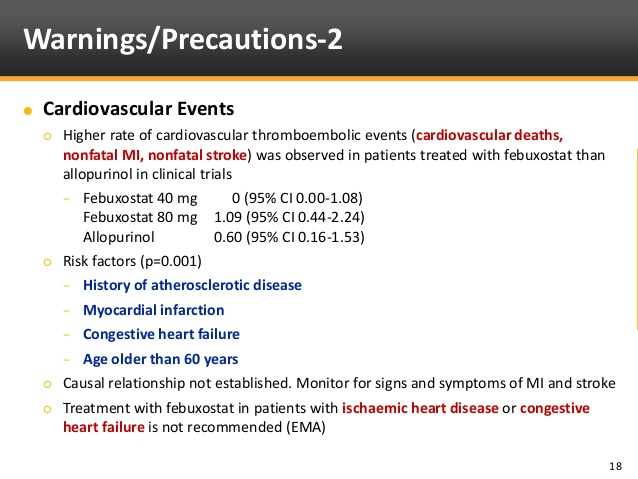 Warnings/Precautions-2
● Cardiovascular Events
○ Higher rate of cardiovascular thromboembolic events (cardiovascular deaths,
nonfatal MI, nonfatal stroke) was observed in patients treated with febuxostat than
allopurinol in clinical trials
– Febuxostat 40 mg 0 (95% CI 0.00-1.08)
Febuxostat 80 mg 1.09 (95% CI 0.44-2.24)
Allopurinol 0.60 (95% CI 0.16-1.53)
○ Risk factors (p=0.001)
– History of atherosclerotic disease
– Myocardial infarction
– Congestive heart failure
– Age older than 60 years
○ Causal relationship not established. Monitor for signs and symptoms of MI and stroke
○ Treatment with febuxostat in patients with ischaemic heart disease or congestive
heart failure is not recommended (EMA)
18